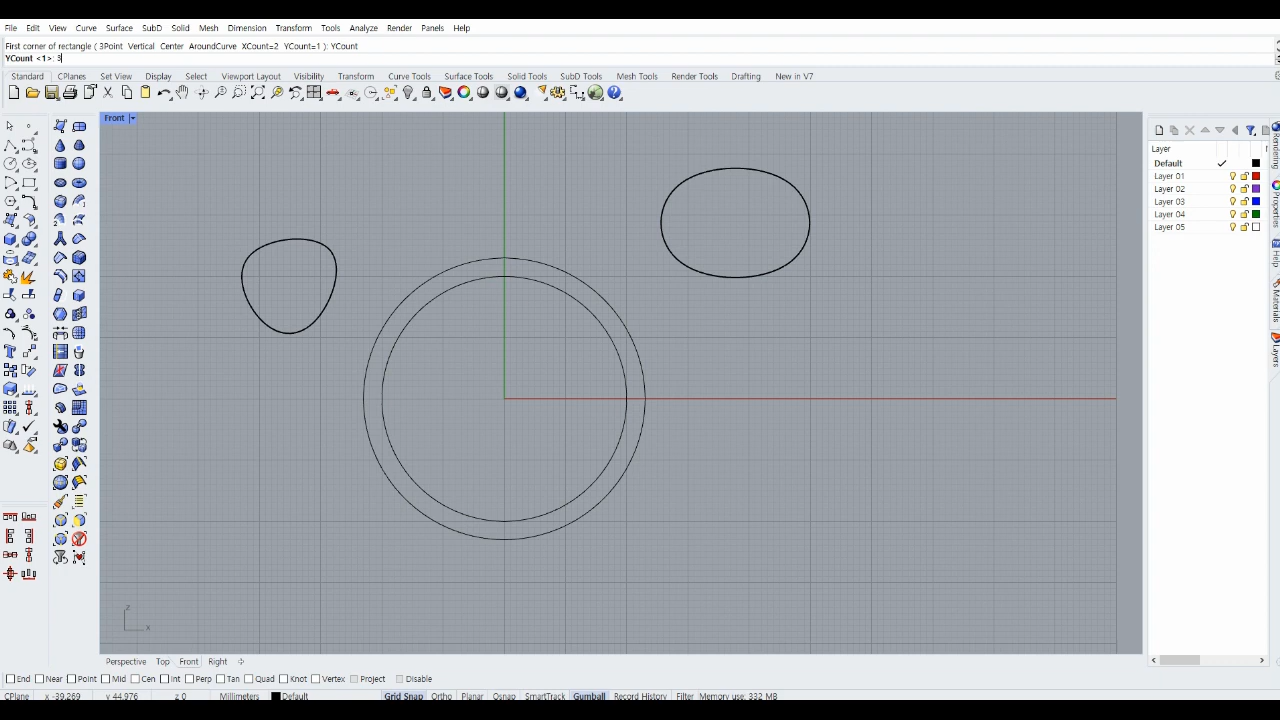 File Edit View Curve Surface SubD Solid Mesh Dimension Transform Tools Analyze Render Panels Help
First corner of rectangle ( 3Point Vertical Center AroundCurve XCount=2 YCount=1 ): YCount
YCount <1>: 3
Standard CPlanes Set View Display Select Viewport Layout Visibility Transform Curve Tools Surface Tools Solid Tools SubD Tools Mesh Tools Render Tools Drafting New in V7
Front
Layer
Default
Layer 01
Layer 02
Layer 03
Layer 04
Layer 05
Rendering
Properties
Help
Materials
Layers
z
x
Perspective Top Front Right
End Near Point Mid Cen Int Perp Tan Quad Knot Vertex Project Disable
CPlane x -39.269 y 44.976 z 0 Millimeters Default Grid Snap Ortho Planar Osnap SmartTrack Gumball Record History Filter Memory use: 332 MB